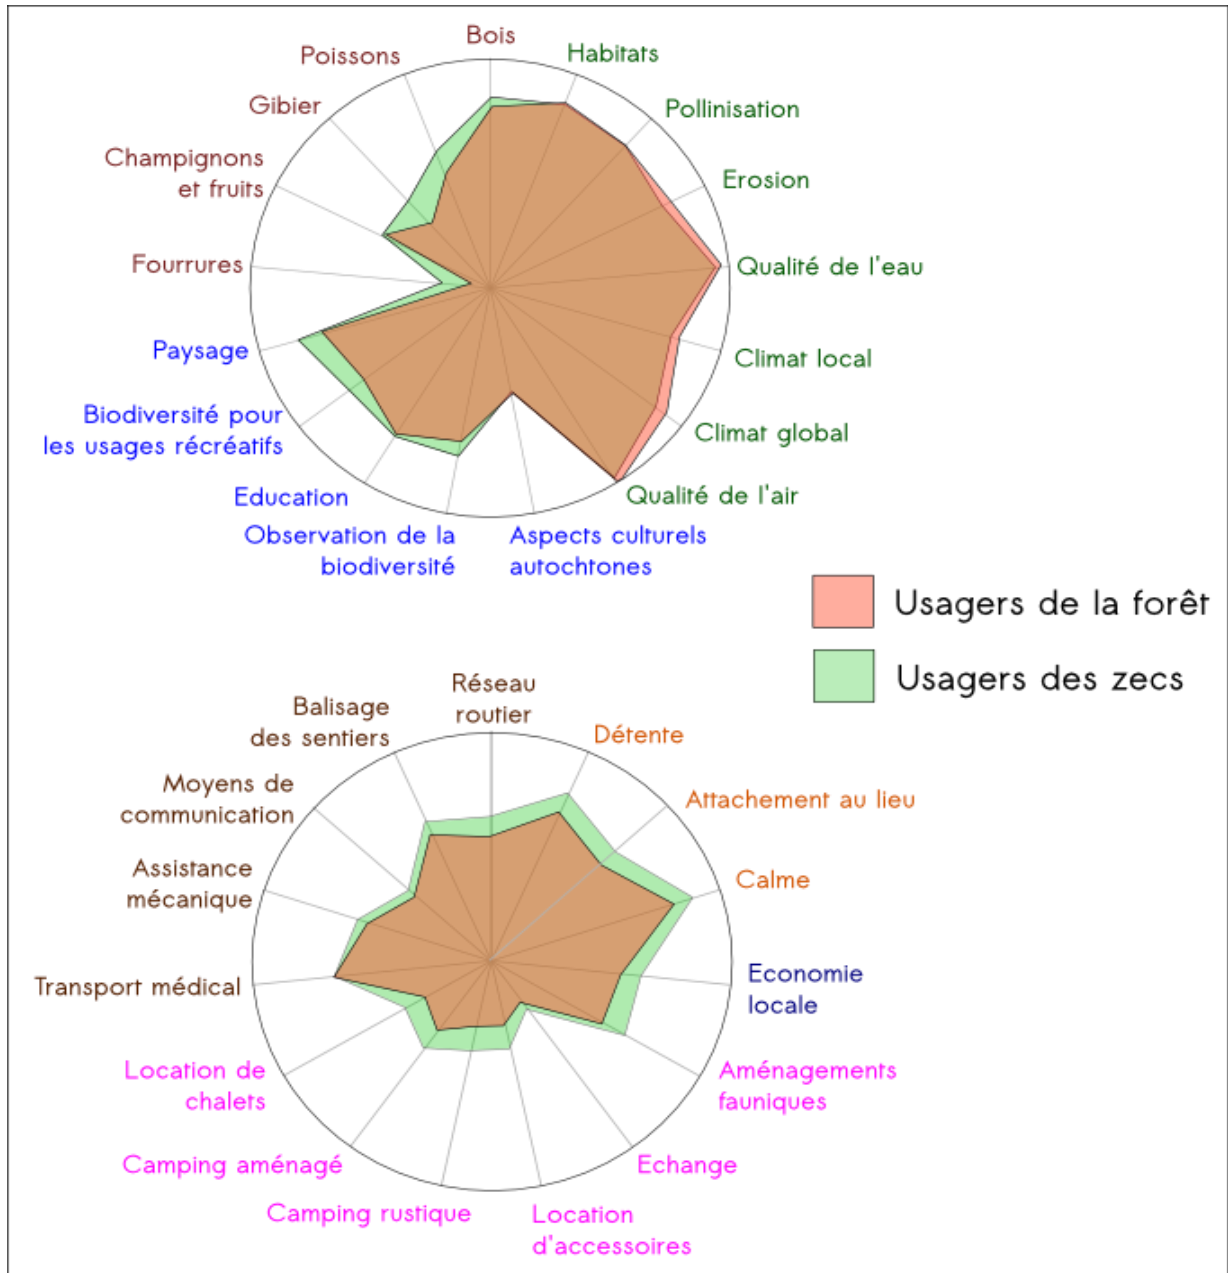 Bois
Poissons
Habitats
Gibier
Pollinisation
Champignons
et fruits
Erosion
Fourrures
Qualité de l'eau
Paysage
Climat local
Biodiversité pour
les usages récréatifs
Climat global
Education
Qualité de l'air
Observation de la
biodiversité
Aspects culturels
autochtones
Usagers de la forêt
Usagers des zecs
Réseau
routier
Balisage
des sentiers
Détente
Moyens de
communication
Attachement au lieu
Assistance
mécanique
Calme
Transport médical
Economie
locale
Location de
chalets
Aménagements
fauniques
Camping aménagé
Echange
Camping rustique
Location
d'accessoires